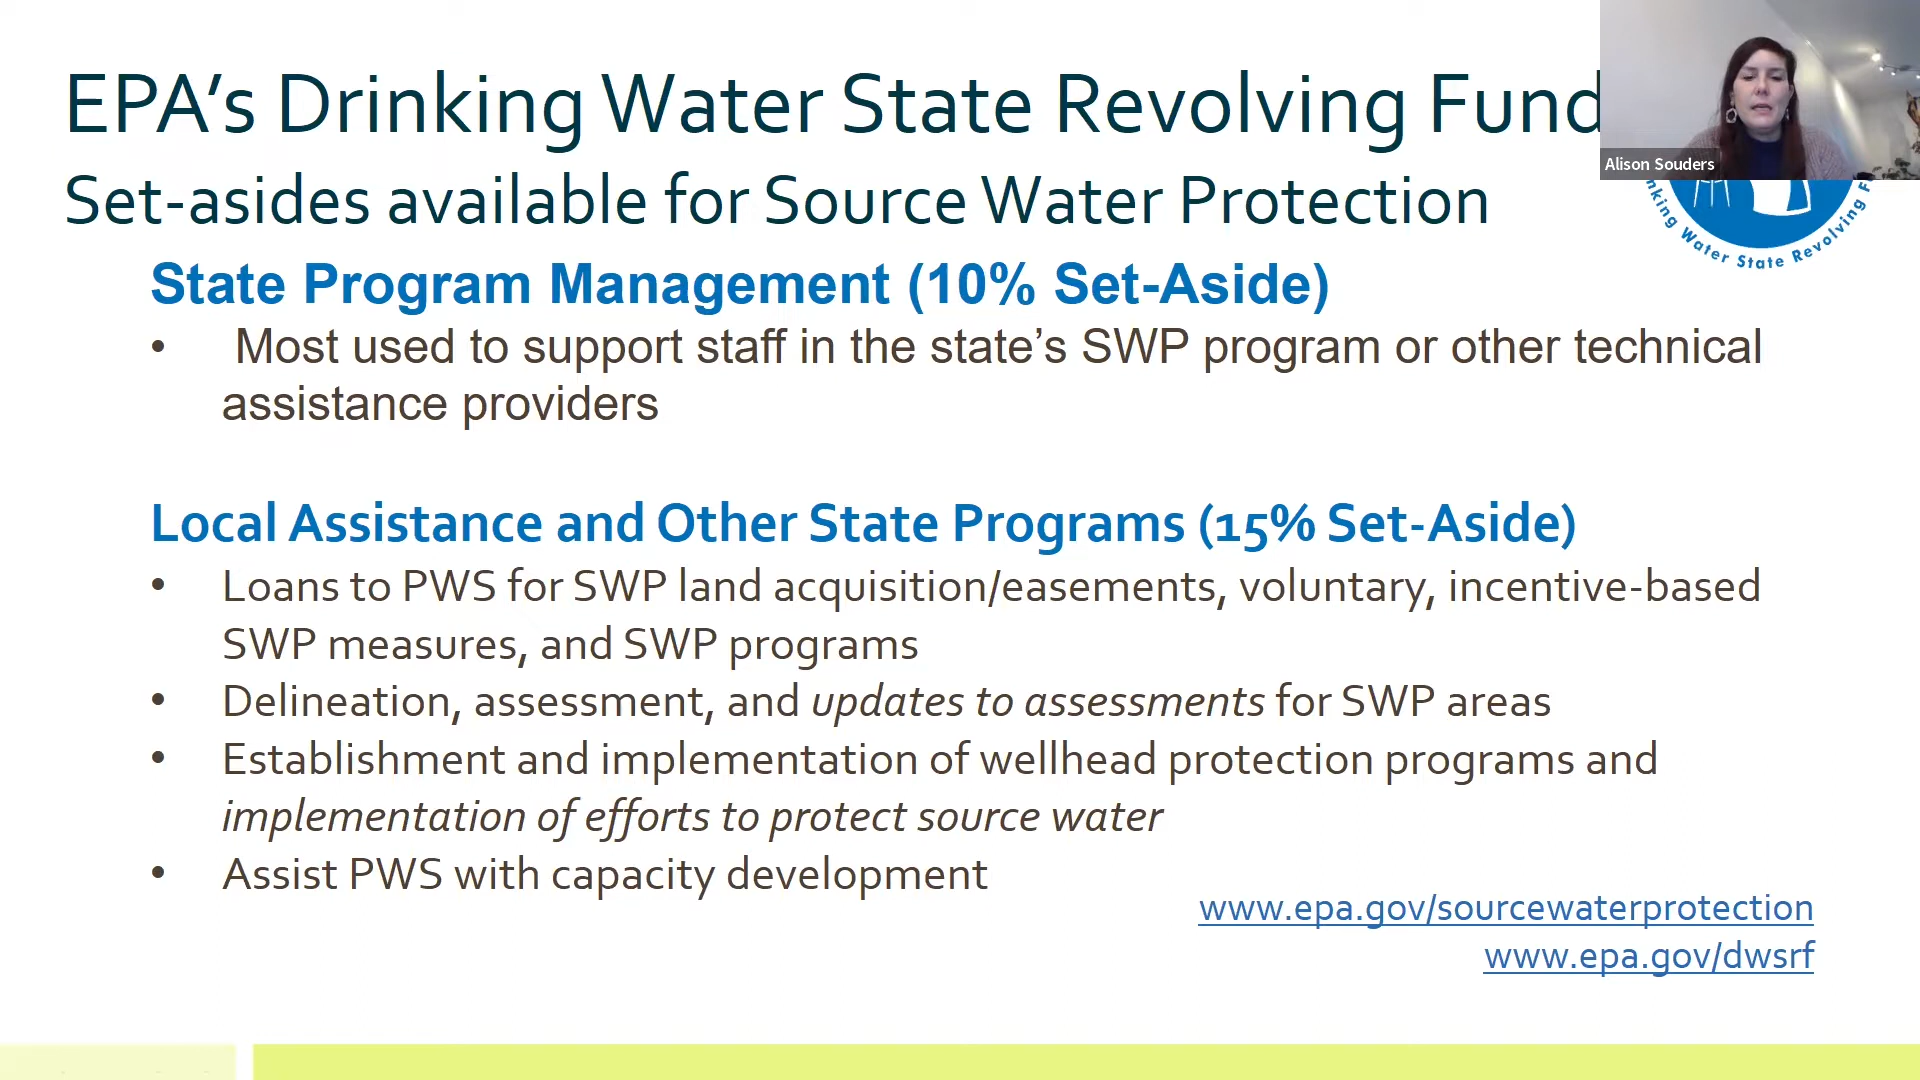 EPA’s Drinking Water State Revolving Fund
Alison Souders
Set-asides available for Source Water Protection
Water State Revolving
State Program Management (10% Set-Aside)
• Most used to support staff in the state’s SWP program or other technical
assistance providers
Local Assistance and Other State Programs (15% Set-Aside)
• Loans to PWS for SWP land acquisition/easements, voluntary, incentive-based
SWP measures, and SWP programs
• Delineation, assessment, and updates to assessments for SWP areas
• Establishment and implementation of wellhead protection programs and
implementation of efforts to protect source water
• Assist PWS with capacity development
www.epa.gov/sourcewaterprotection
www.epa.gov/dwsrf